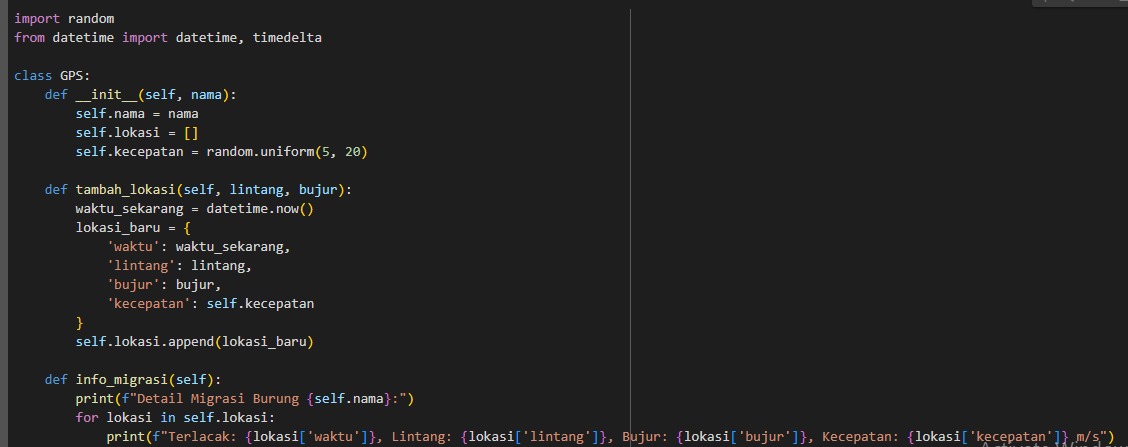 import random
from datetime import datetime, timedelta
class GPS:
    def __init__(self, nama):
        self.nama = nama
        self.lokasi = []
        self.kecepatan = random.uniform(5, 20)
    def tambah_lokasi(self, lintang, bujur):
        waktu_sekarang = datetime.now()
        lokasi_baru = {
            'waktu': waktu_sekarang,
            'lintang': lintang,
            'bujur': bujur,
            'kecepatan': self.kecepatan
        }
        self.lokasi.append(lokasi_baru)
    def info_migrasi(self):
        print(f"Detail Migrasi Burung {self.nama}:")
        for lokasi in self.lokasi:
            print(f"Terlacak: {lokasi['waktu']}, Lintang: {lokasi['lintang']}, Bujur: {lokasi['bujur']}, Kecepatan: {lokasi['kecepatan']} m/s")